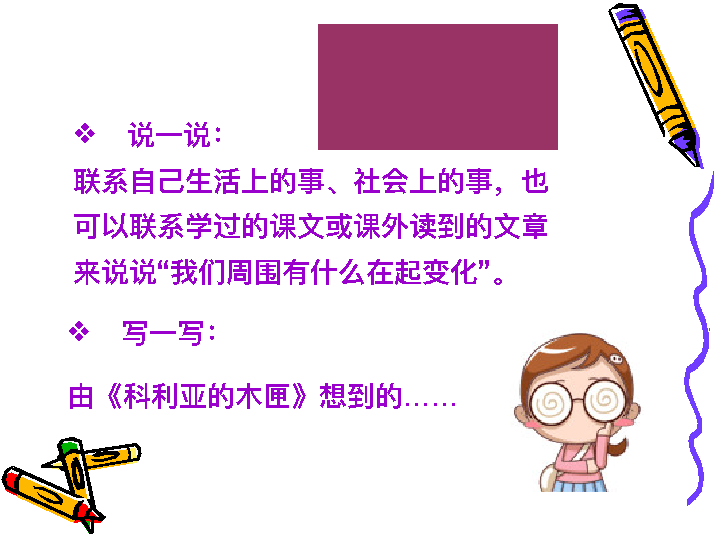 ❖ 说一说：
联系自己生活上的事、社会上的事，也
可以联系学过的课文或课外读到的文章
来说说“我们周围有什么在起变化”。
❖ 写一写：
由《科利亚的木匣》想到的……